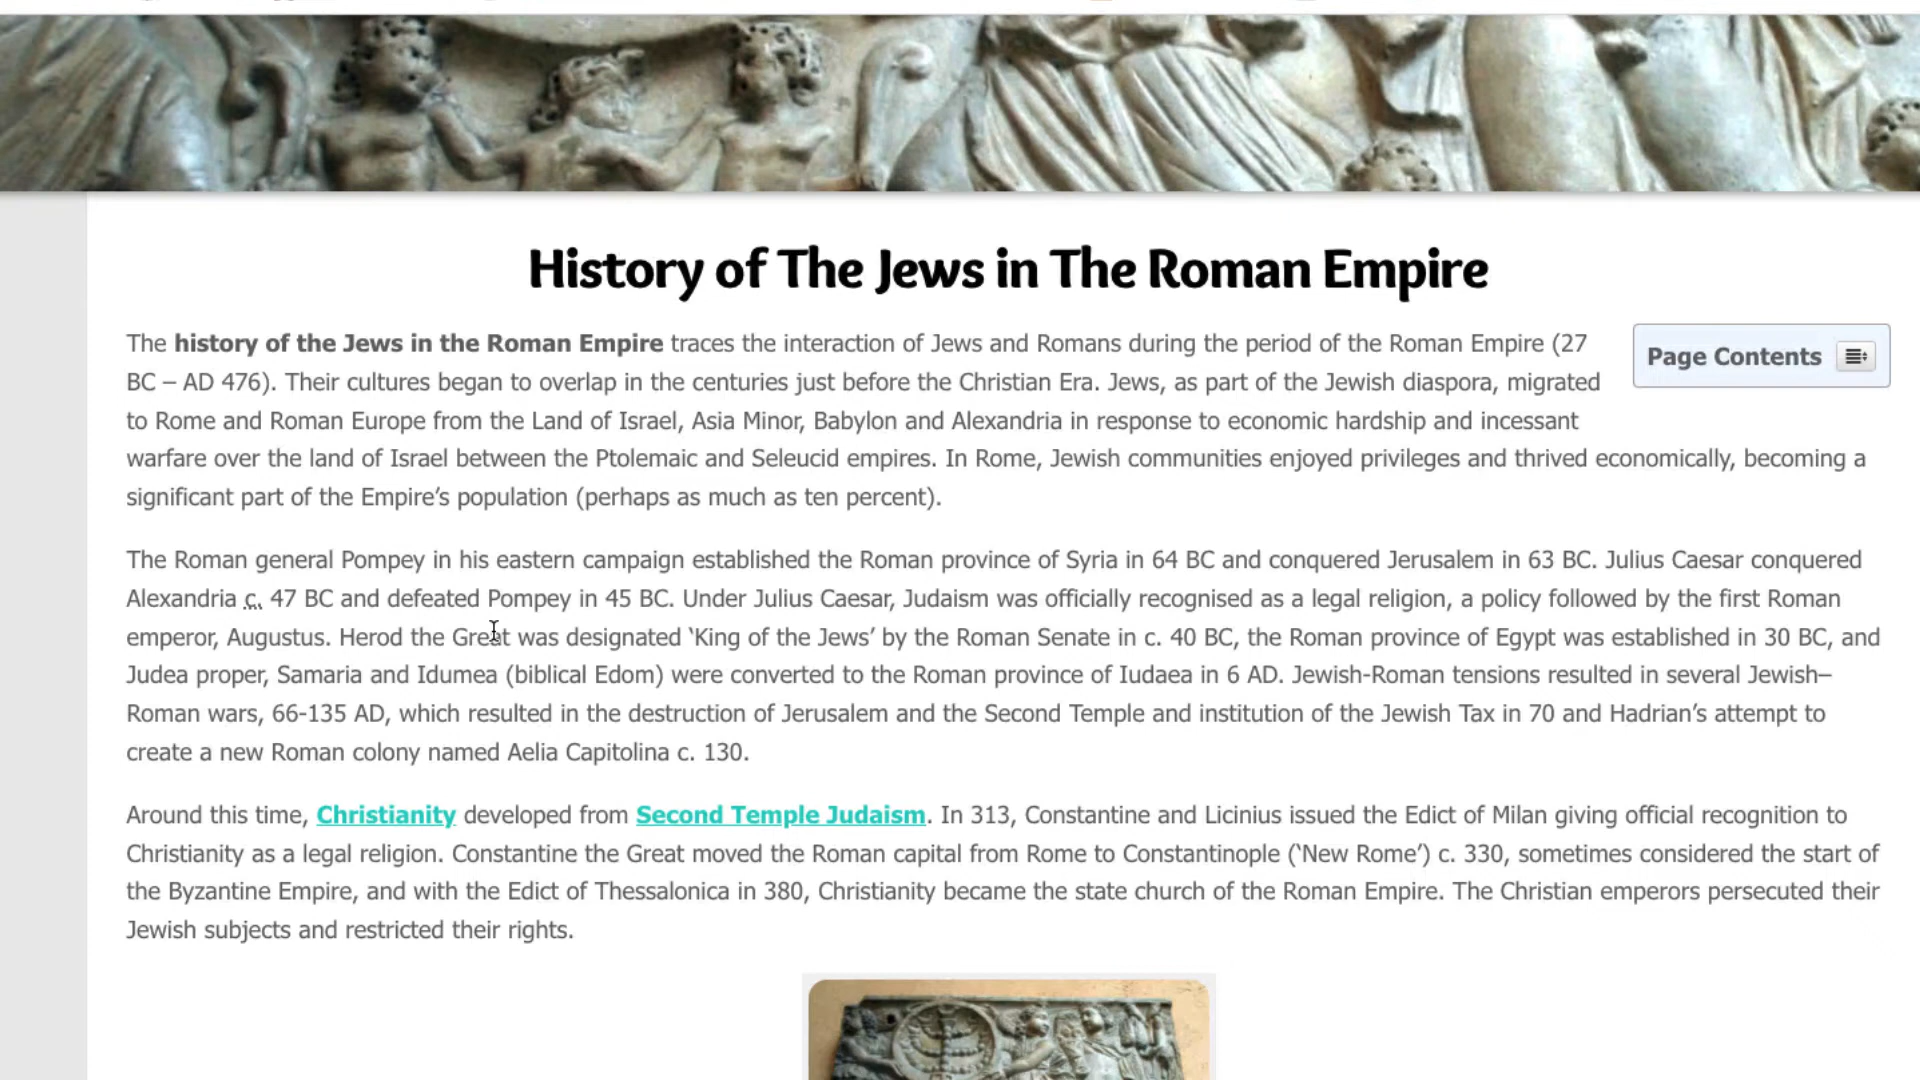 History of The Jews in The Roman Empire
The history of the Jews in the Roman Empire traces the interaction of Jews and Romans during the period of the Roman Empire (27
BC – AD 476). Their cultures began to overlap in the centuries just before the Christian Era. Jews, as part of the Jewish diaspora, migrated
to Rome and Roman Europe from the Land of Israel, Asia Minor, Babylon and Alexandria in response to economic hardship and incessant
warfare over the land of Israel between the Ptolemaic and Seleucid empires. In Rome, Jewish communities enjoyed privileges and thrived economically, becoming a
significant part of the Empire’s population (perhaps as much as ten percent).
Page Contents
The Roman general Pompey in his eastern campaign established the Roman province of Syria in 64 BC and conquered Jerusalem in 63 BC. Julius Caesar conquered
Alexandria c. 47 BC and defeated Pompey in 45 BC. Under Julius Caesar, Judaism was officially recognised as a legal religion, a policy followed by the first Roman
emperor, Augustus. Herod the Great was designated ‘King of the Jews’ by the Roman Senate in c. 40 BC, the Roman province of Egypt was established in 30 BC, and
Judea proper, Samaria and Idumea (biblical Edom) were converted to the Roman province of Iudaea in 6 AD. Jewish-Roman tensions resulted in several Jewish–
Roman wars, 66-135 AD, which resulted in the destruction of Jerusalem and the Second Temple and institution of the Jewish Tax in 70 and Hadrian’s attempt to
create a new Roman colony named Aelia Capitolina c. 130.
Around this time, Christianity developed from Second Temple Judaism. In 313, Constantine and Licinius issued the Edict of Milan giving official recognition to
Christianity as a legal religion. Constantine the Great moved the Roman capital from Rome to Constantinople (‘New Rome’) c. 330, sometimes considered the start of
the Byzantine Empire, and with the Edict of Thessalonica in 380, Christianity became the state church of the Roman Empire. The Christian emperors persecuted their
Jewish subjects and restricted their rights.